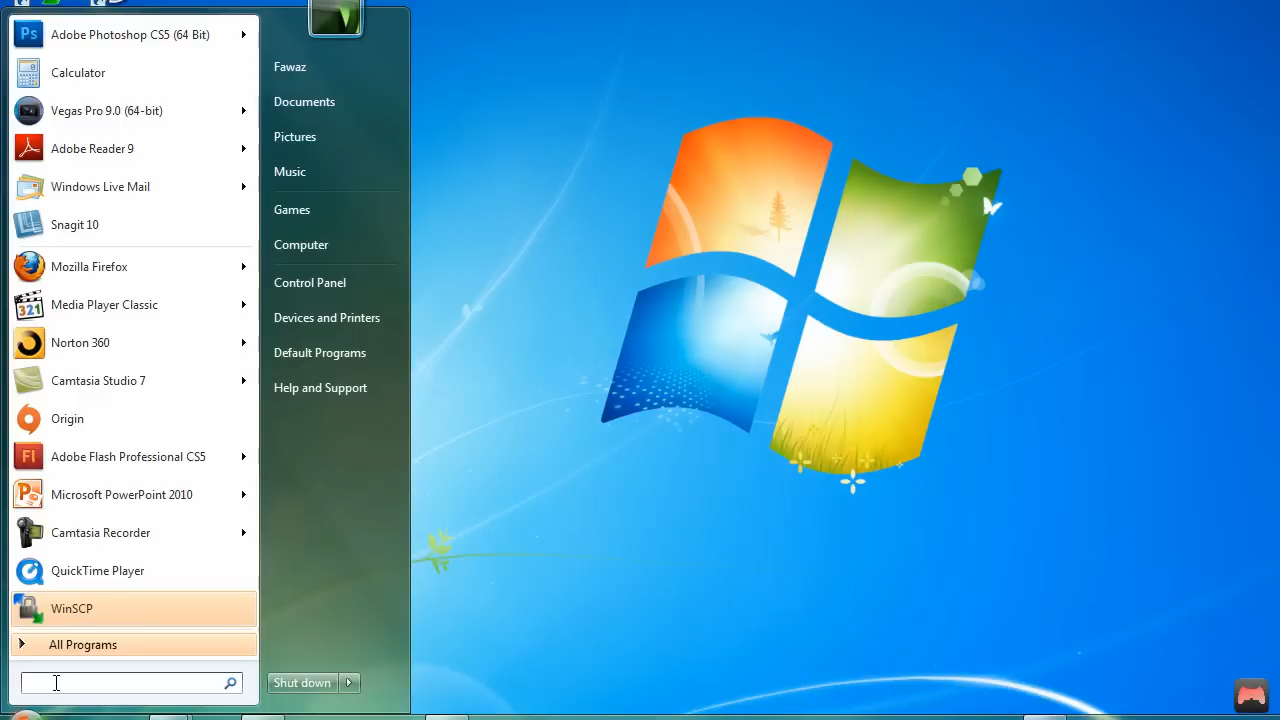 Ps Adobe Photoshop CS5 (64 Bit)
Calculator
Vegas Pro 9.0 (64-bit)
Adobe Reader 9
Windows Live Mail
Snagit 10
Mozilla Firefox
321 Media Player Classic
Norton 360
Camtasia Studio 7
Origin
Fl Adobe Flash Professional CS5
P Microsoft PowerPoint 2010
Camtasia Recorder
QuickTime Player
WinSCP
All Programs
Fawaz
Documents
Pictures
Music
Games
Computer
Control Panel
Devices and Printers
Default Programs
Help and Support
Shut down